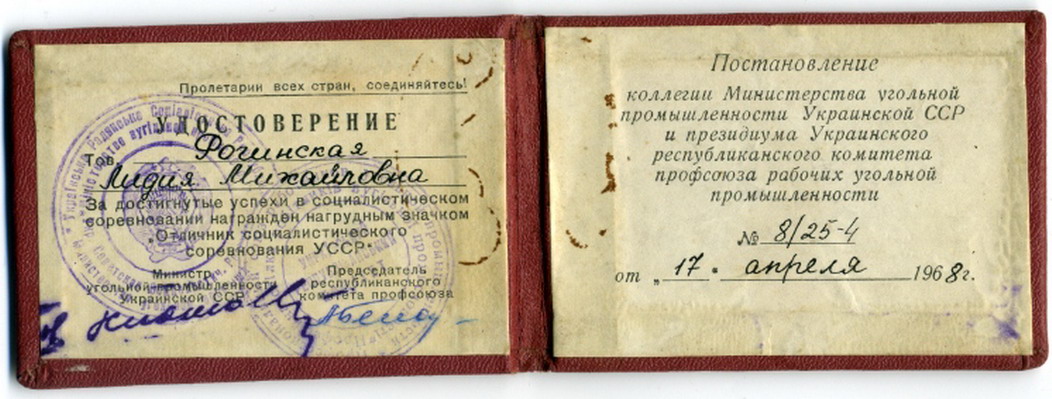 Пролетарии всех стран, соединяйтесь!
УДОСТОВЕРЕНИЕ
Тов. Рогинская
Лидия Михайловна
За достигнутые успехи в социалистическом
соревновании награжден нагрудным значком
"Отличник социалистического
соревнования УССР"
Министр
угольной промышленности
Украинской ССР
Председатель
республиканского
комитета профсоюза
Постановление
коллегии Министерства угольной
промышленности Украинской ССР
и президиума Украинского
республиканского комитета
профсоюза рабочих угольной
промышленности
№ 8/25-4
от „17" апреля 1968г.